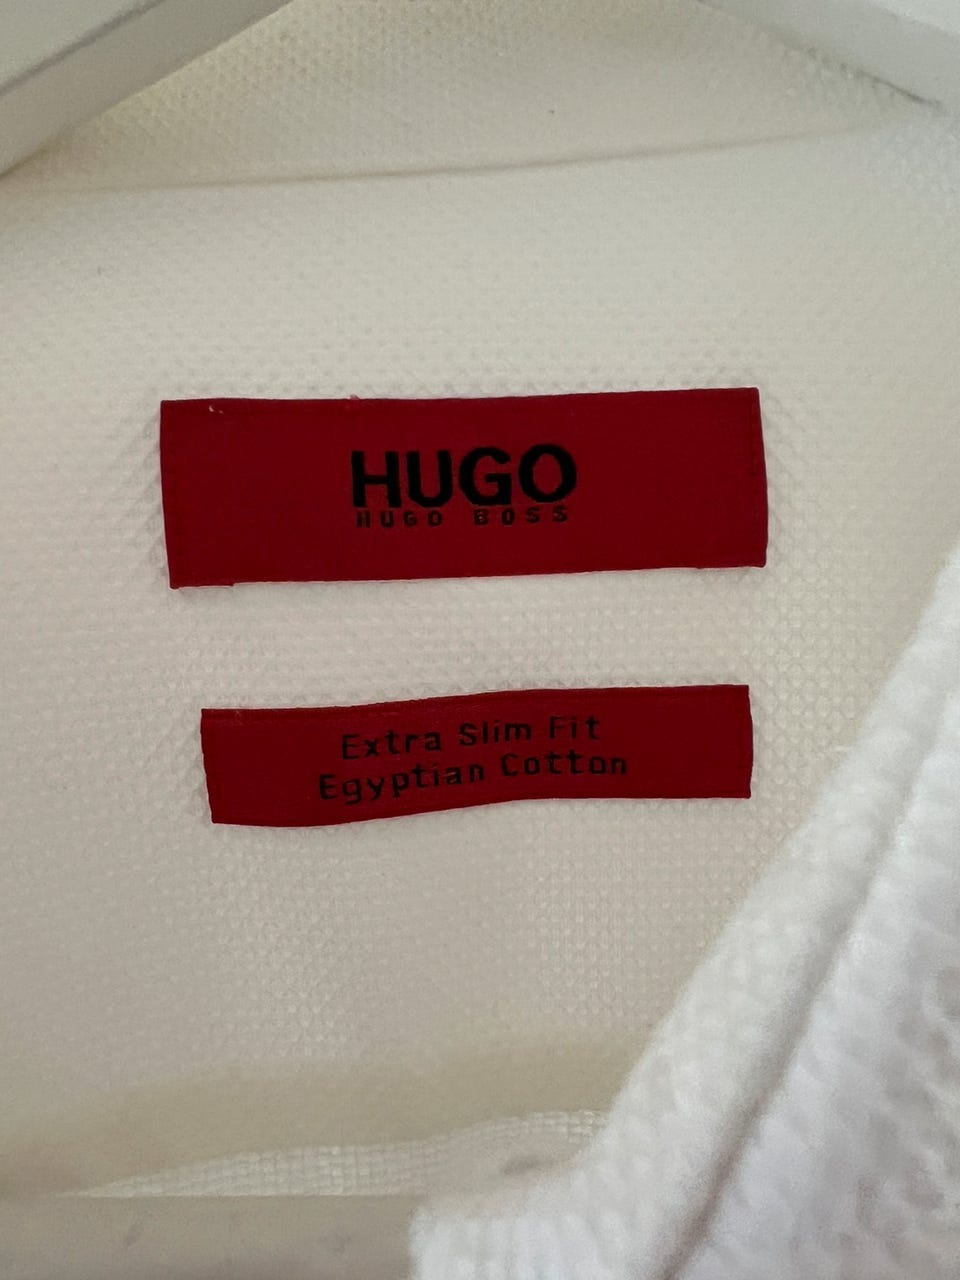 HUGO
HUGO BOSS
Extra Slim Fit
Egyptian Cotton